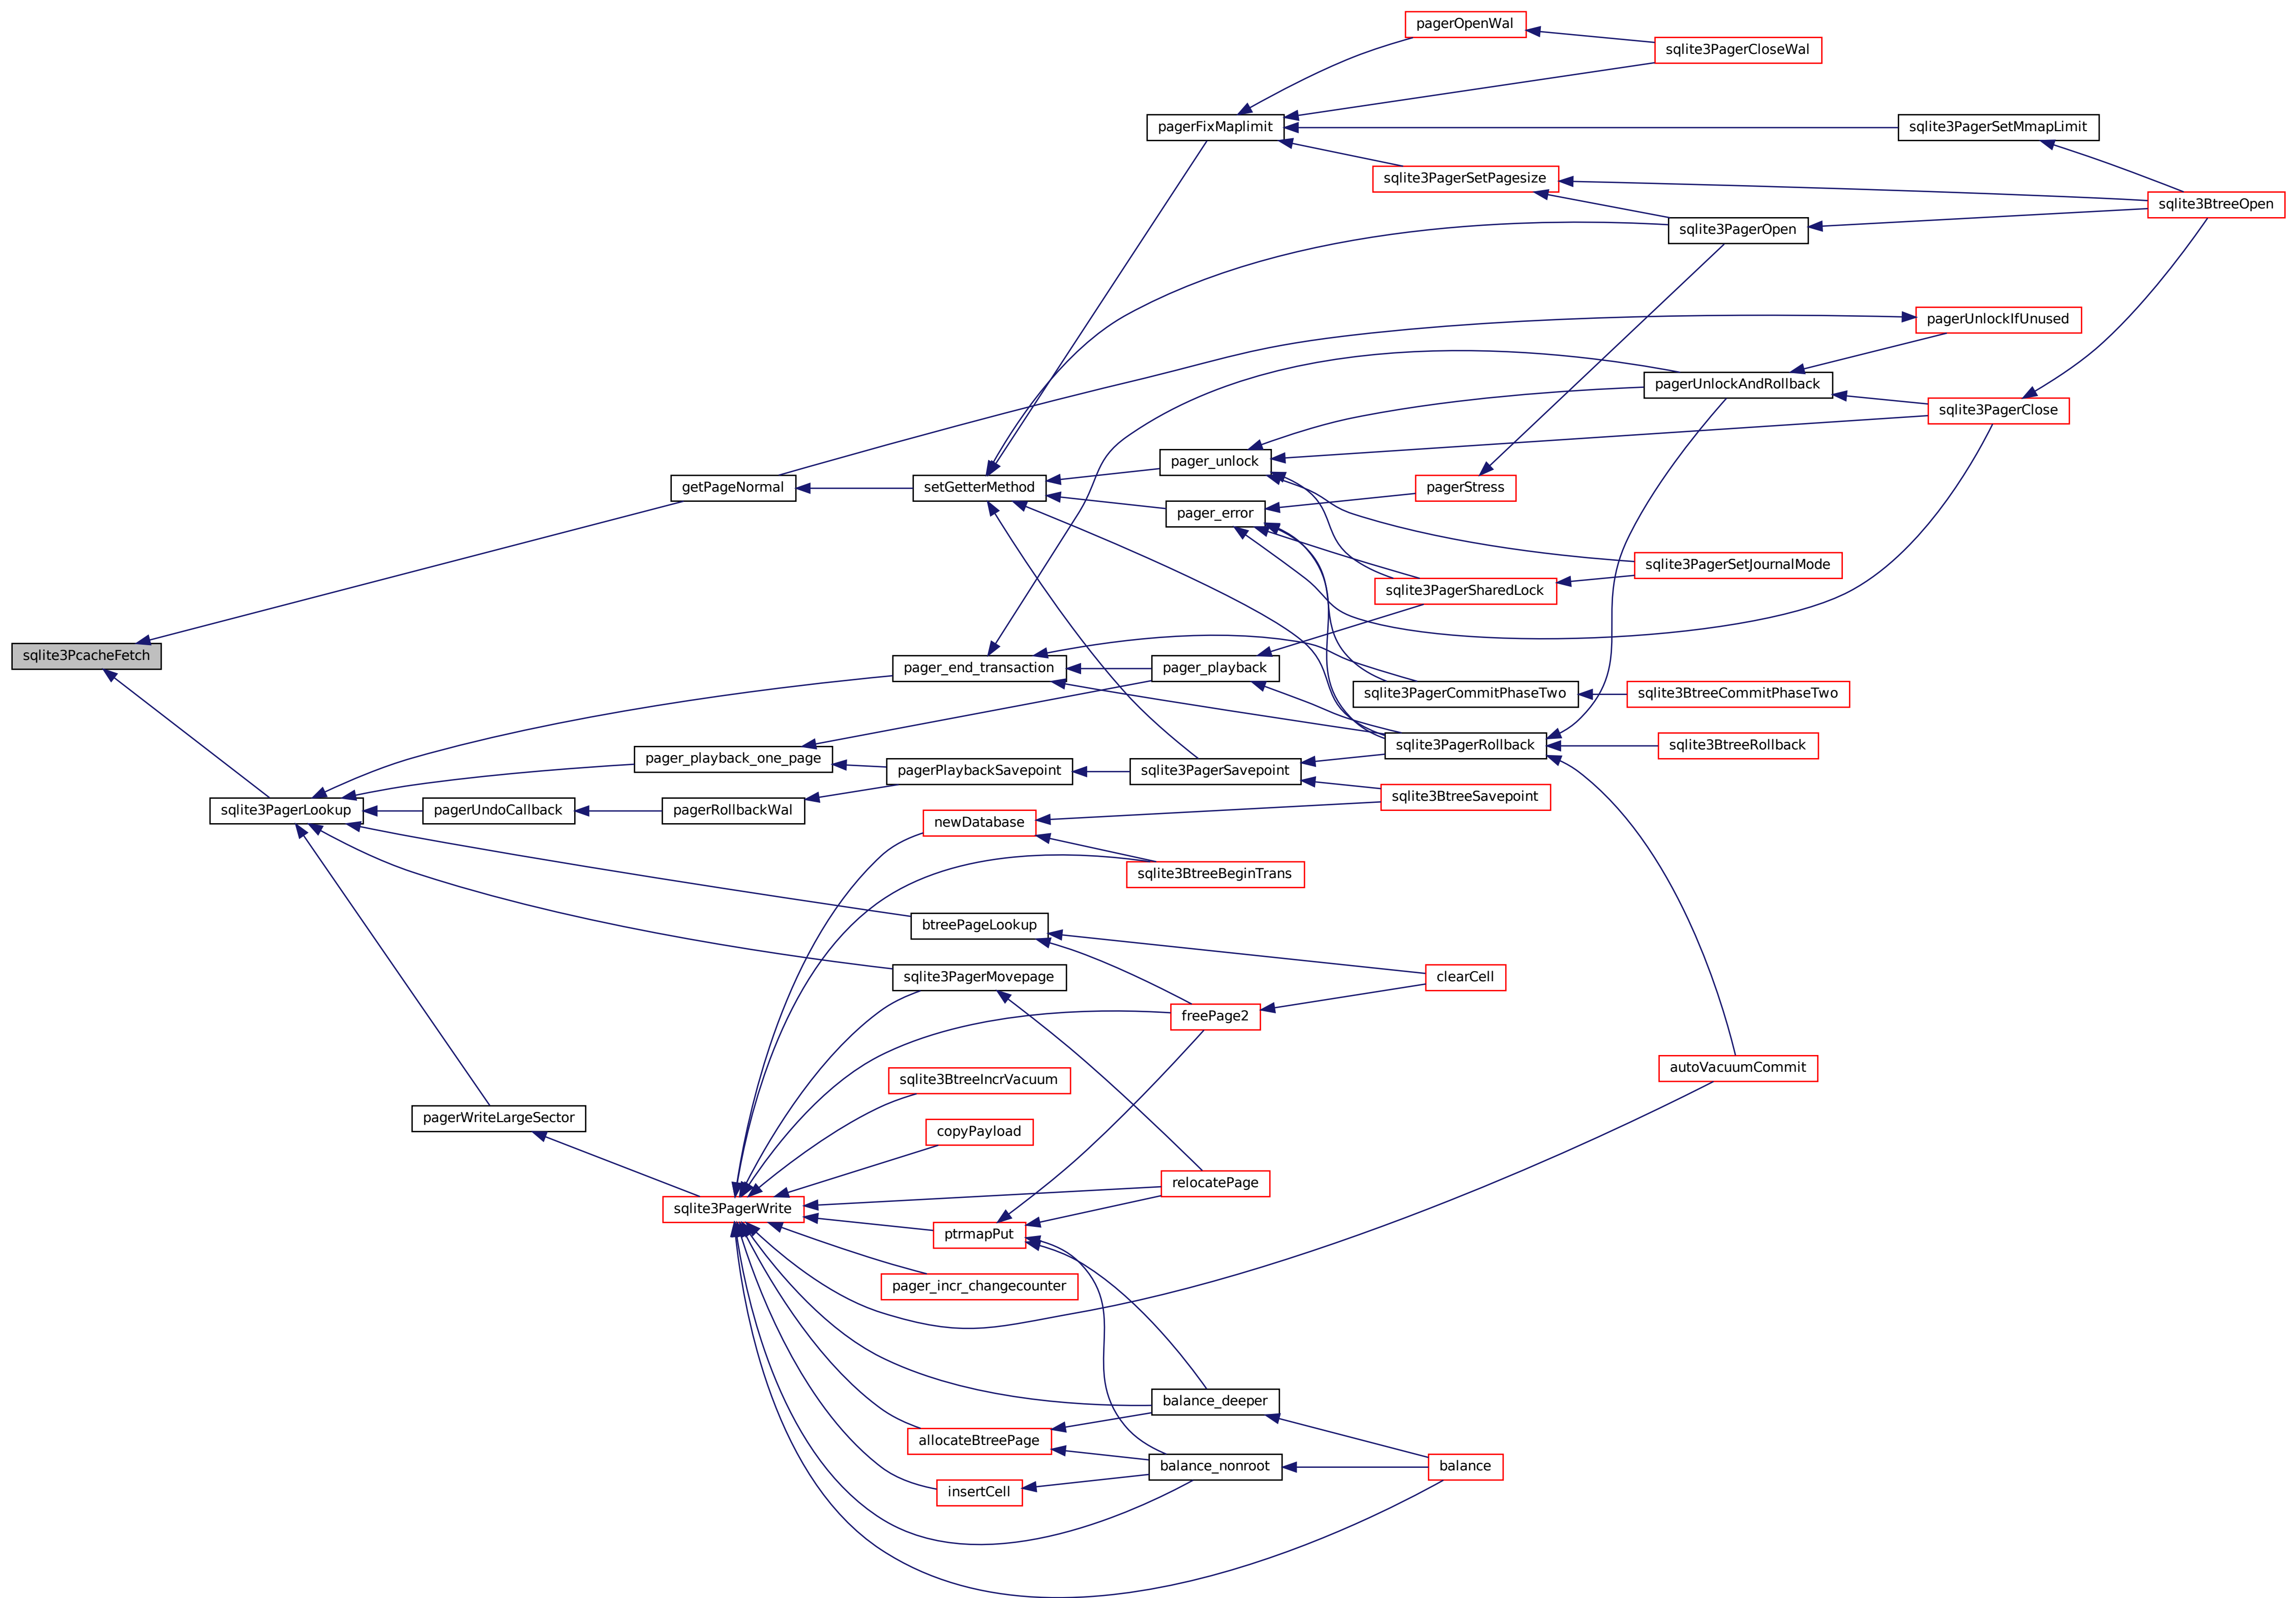 pagerOpenWal
sqlite3PagerCloseWal
pagerFixMaplimit
sqlite3PagerSetMmapLimit
sqlite3PagerSetPagesize
sqlite3BtreeOpen
sqlite3PagerOpen
pagerUnlockIfUnused
pagerUnlockAndRollback
sqlite3PagerClose
pager_unlock
getPageNormal
setGetterMethod
pagerStress
pager_error
sqlite3PagerSetJournalMode
sqlite3PagerSharedLock
sqlite3PcacheFetch
pager_end_transaction
pager_playback
sqlite3PagerCommitPhaseTwo
sqlite3BtreeCommitPhaseTwo
sqlite3PagerRollback
sqlite3BtreeRollback
pager_playback_one_page
pagerPlaybackSavepoint
sqlite3PagerSavepoint
sqlite3BtreeSavepoint
sqlite3PagerLookup
pagerUndoCallback
pagerRollbackWal
newDatabase
sqlite3BtreeBeginTrans
btreePageLookup
sqlite3PagerMovepage
clearCell
freePage2
autoVacuumCommit
sqlite3BtreeIncrVacuum
pagerWriteLargeSector
copyPayload
relocatePage
sqlite3PagerWrite
ptrmapPut
pager_incr_changecounter
balance_deeper
allocateBtreePage
balance_nonroot
balance
insertCell